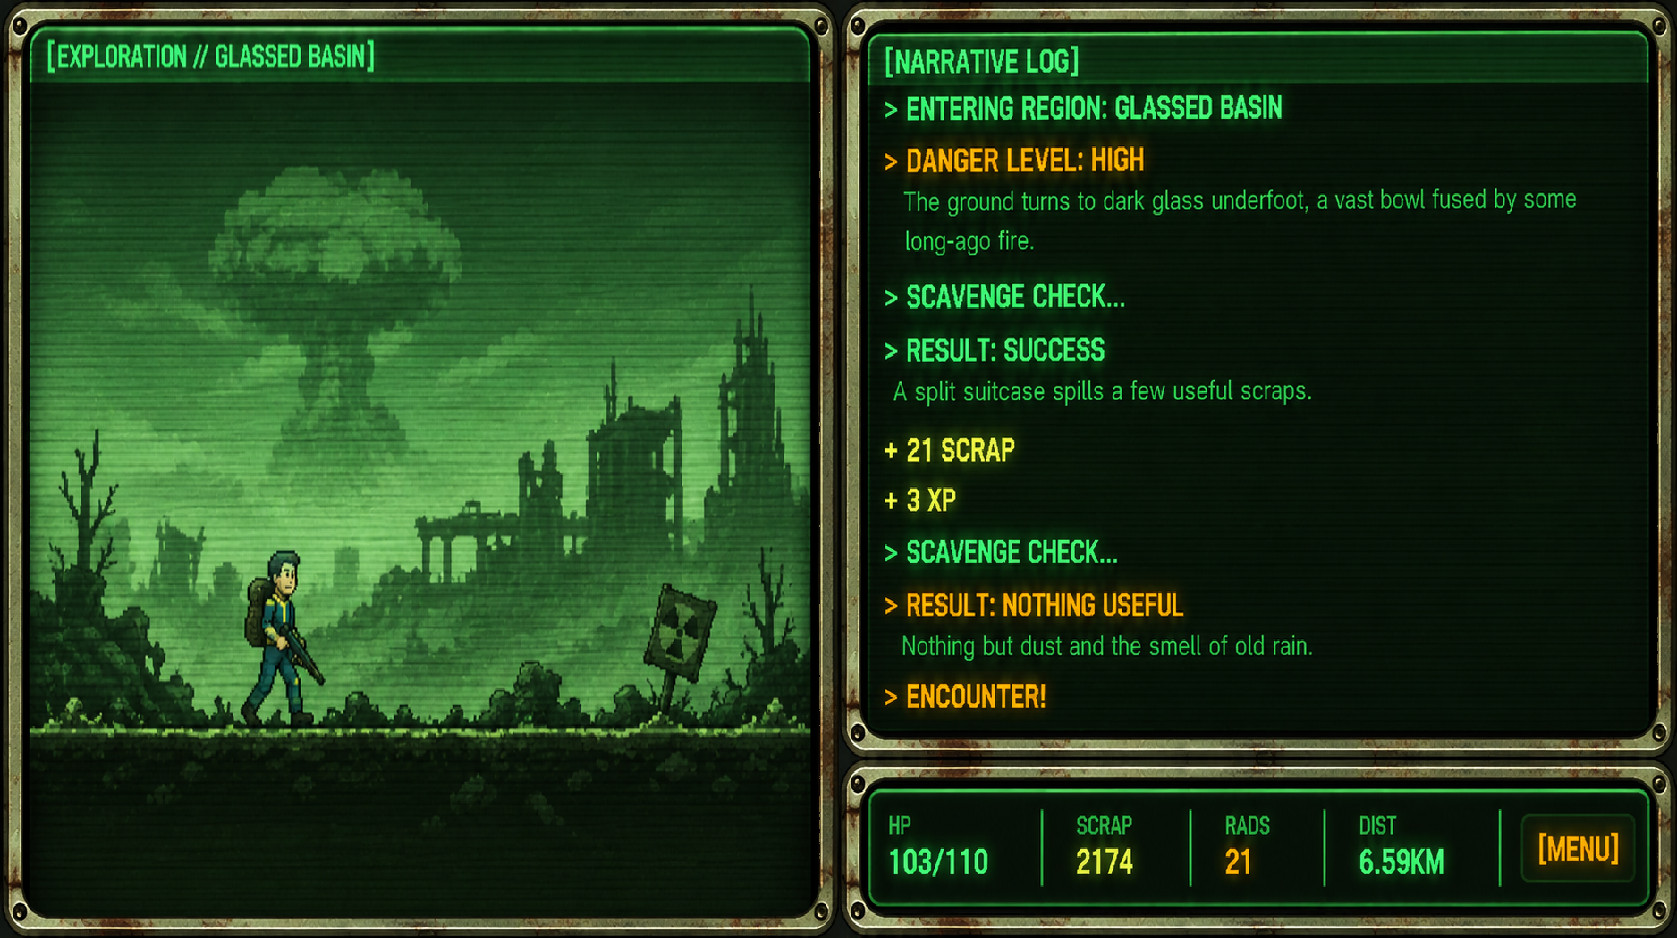 [EXPLORATION // GLASSED BASIN]
[NARRATIVE LOG]
> ENTERING REGION: GLASSED BASIN
> DANGER LEVEL: HIGH
The ground turns to dark glass underfoot, a vast bowl fused by some
long-ago fire.
> SCAVENGE CHECK...
> RESULT: SUCCESS
A split suitcase spills a few useful scraps.
+ 21 SCRAP
+ 3 XP
> SCAVENGE CHECK...
> RESULT: NOTHING USEFUL
Nothing but dust and the smell of old rain.
> ENCOUNTER!
HP
103/110
SCRAP
2174
RADS
21
DIST
6.59KM
[MENU]